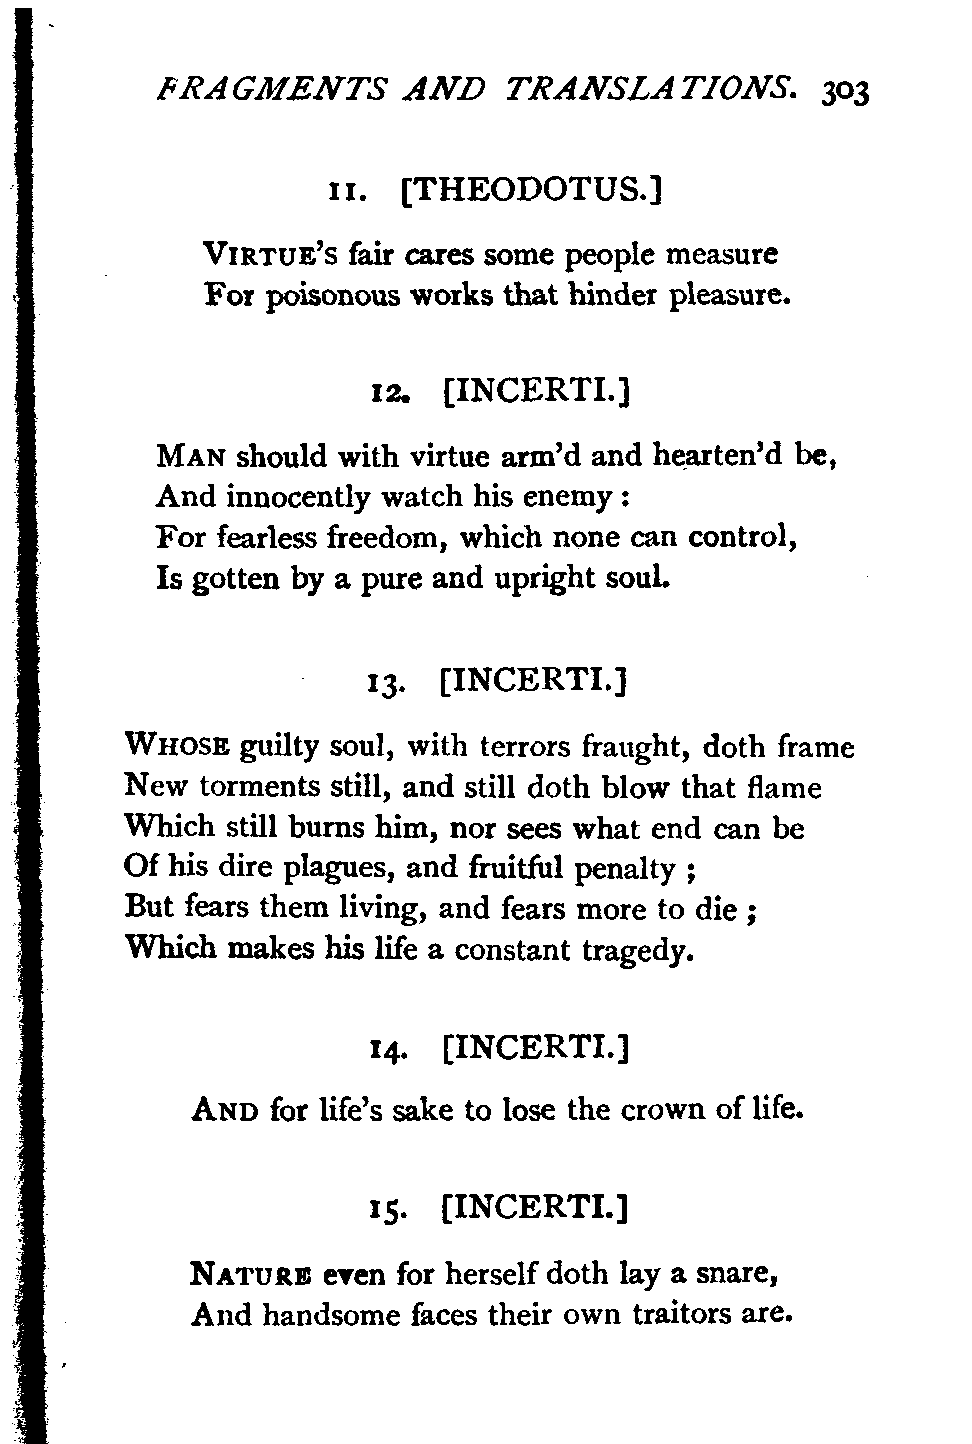 FRAGMENTS AND TRANSLATIONS. 303
11. [THEODOTUS.]
VIRTUE'S fair cares some people measure
For poisonous works that hinder pleasure.
12. [INCERTI.]
MAN should with virtue arm'd and hearten'd be,
And innocently watch his enemy :
For fearless freedom, which none can control,
Is gotten by a pure and upright soul.
13. [INCERTI.]
WHOSE guilty soul, with terrors fraught, doth frame
New torments still, and still doth blow that flame
Which still burns him, nor sees what end can be
Of his dire plagues, and fruitful penalty ;
But fears them living, and fears more to die ;
Which makes his life a constant tragedy.
14. [INCERTI.]
AND for life's sake to lose the crown of life.
15. [INCERTI.]
NATURE even for herself doth lay a snare,
And handsome faces their own traitors are.